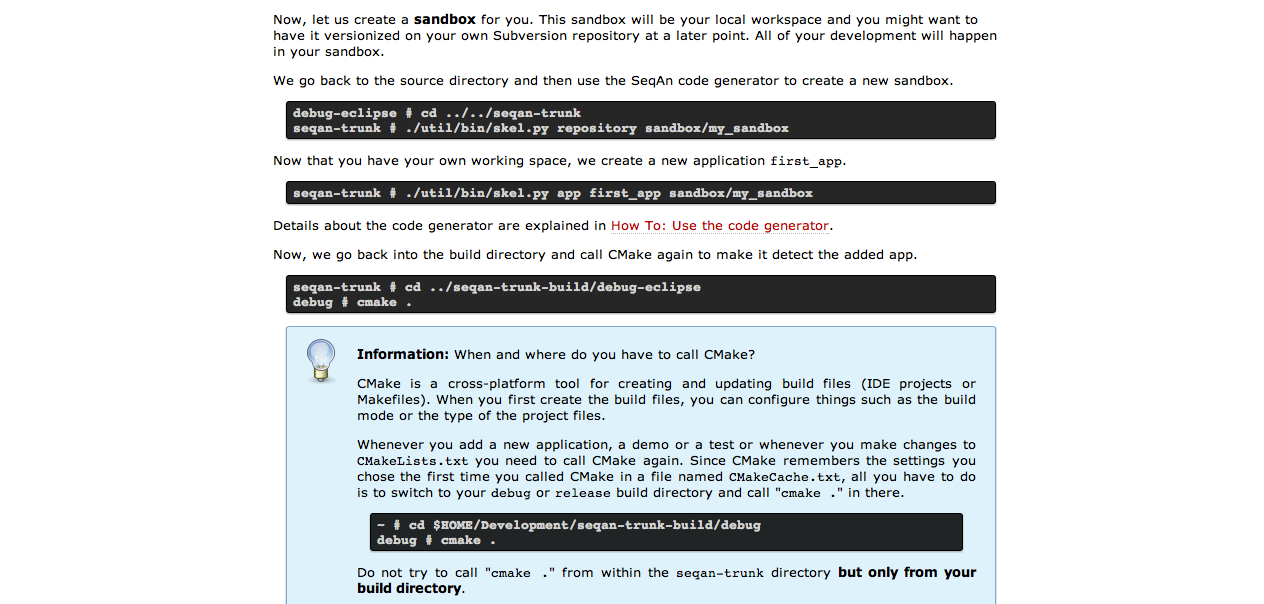 Now, let us create a sandbox for you. This sandbox will be your local workspace and you might want to
have it versionized on your own Subversion repository at a later point. All of your development will happen
in your sandbox.
We go back to the source directory and then use the SeqAn code generator to create a new sandbox.
debug-eclipse # cd ../../seqan-trunk
seqan-trunk # ./util/bin/skel.py repository sandbox/my_sandbox
Now that you have your own working space, we create a new application first_app.
seqan-trunk # ./util/bin/skel.py app first_app sandbox/my_sandbox
Details about the code generator are explained in How To: Use the code generator.
Now, we go back into the build directory and call CMake again to make it detect the added app.
seqan-trunk # cd ../seqan-trunk-build/debug-eclipse
debug # cmake .
Information: When and where do you have to call CMake?
CMake is a cross-platform tool for creating and updating build files (IDE projects or
Makefiles). When you first create the build files, you can configure things such as the build
mode or the type of the project files.
Whenever you add a new application, a demo or a test or whenever you make changes to
CMakeLists.txt you need to call CMake again. Since CMake remembers the settings you
chose the first time you called CMake in a file named CMakeCache.txt, all you have to do
is to switch to your debug or release build directory and call "cmake ." in there.
~ # cd $HOME/Development/seqan-trunk-build/debug
debug # cmake .
Do not try to call "cmake ." from within the seqan-trunk directory but only from your
build directory.